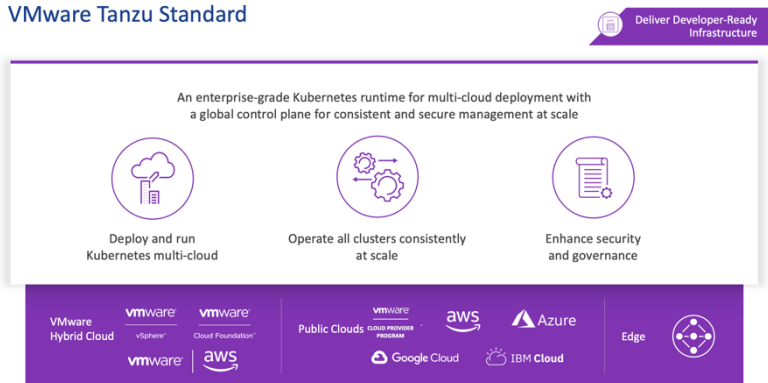 VMware Tanzu Standard
Deliver Developer-Ready
Infrastructure
An enterprise-grade Kubernetes runtime for multi-cloud deployment with
a global control plane for consistent and secure management at scale
Deploy and run
Kubernetes multi-cloud
Operate all clusters consistently
at scale
Enhance security
and governance
VMware
Hybrid Cloud
vmware®
vSphere®
vmware®
Cloud Foundation™
vmware®
aws
Public Clouds
vmware®
CLOUD PROVIDER
PROGRAM
aws
Azure
Google Cloud
IBM Cloud
Edge